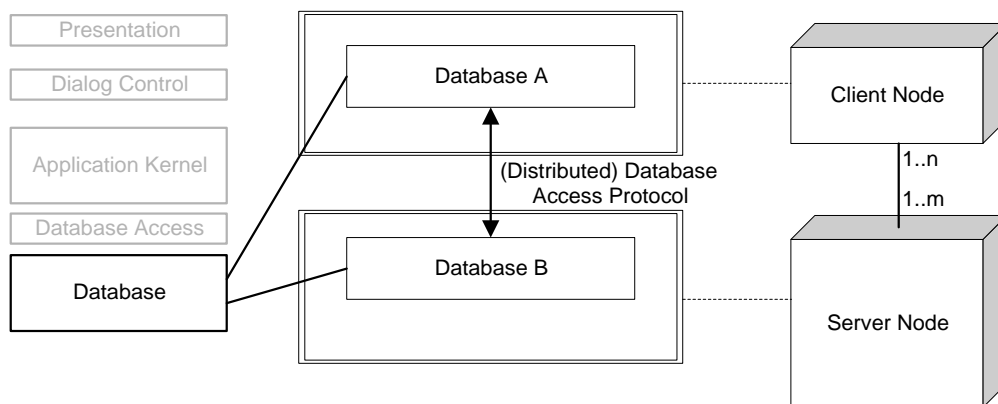 Presentation
Dialog Control
Application Kernel
Database Access
Database
Database A
(Distributed) Database
Access Protocol
Database B
Client Node
1..n
1..m
Server Node